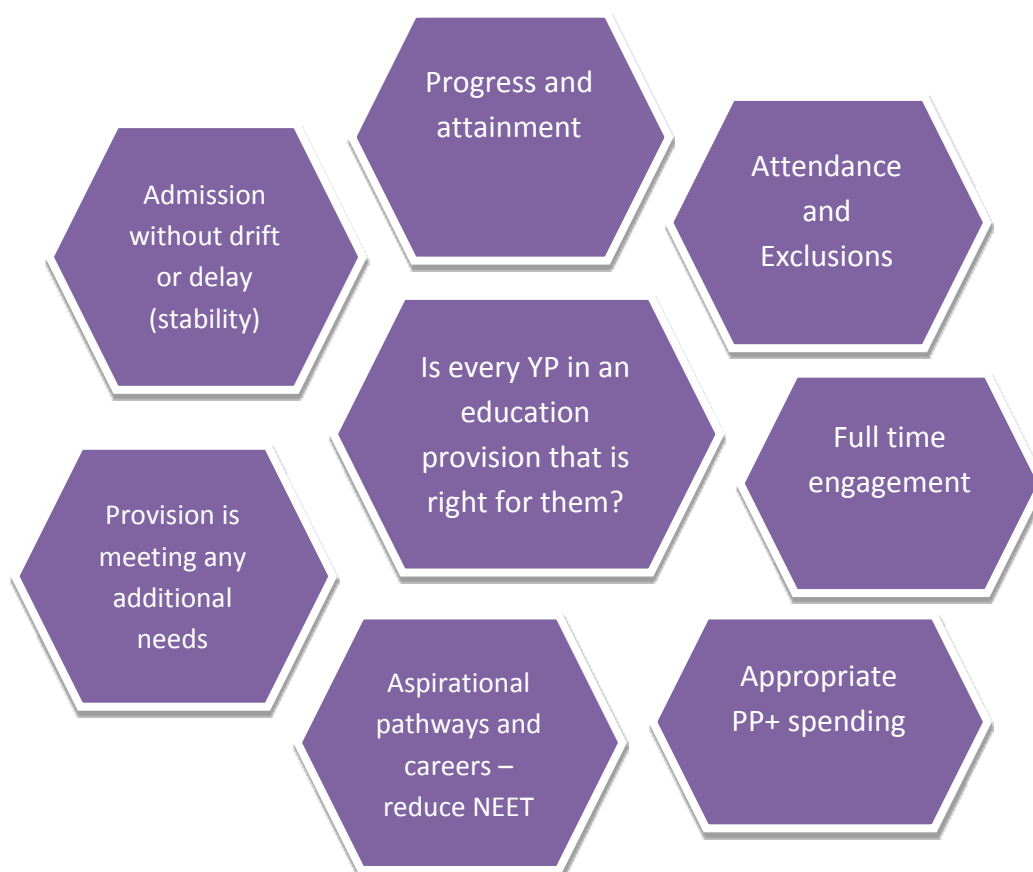 Progress and
attainment
Attendance
and
Exclusions
Admission
without drift
or delay
(stability)
Is every YP in an
education
provision that is
right for them?
Full time
engagement
Provision is
meeting any
additional
needs
Aspirational
pathways and
careers –
reduce NEET
Appropriate
PP+ spending